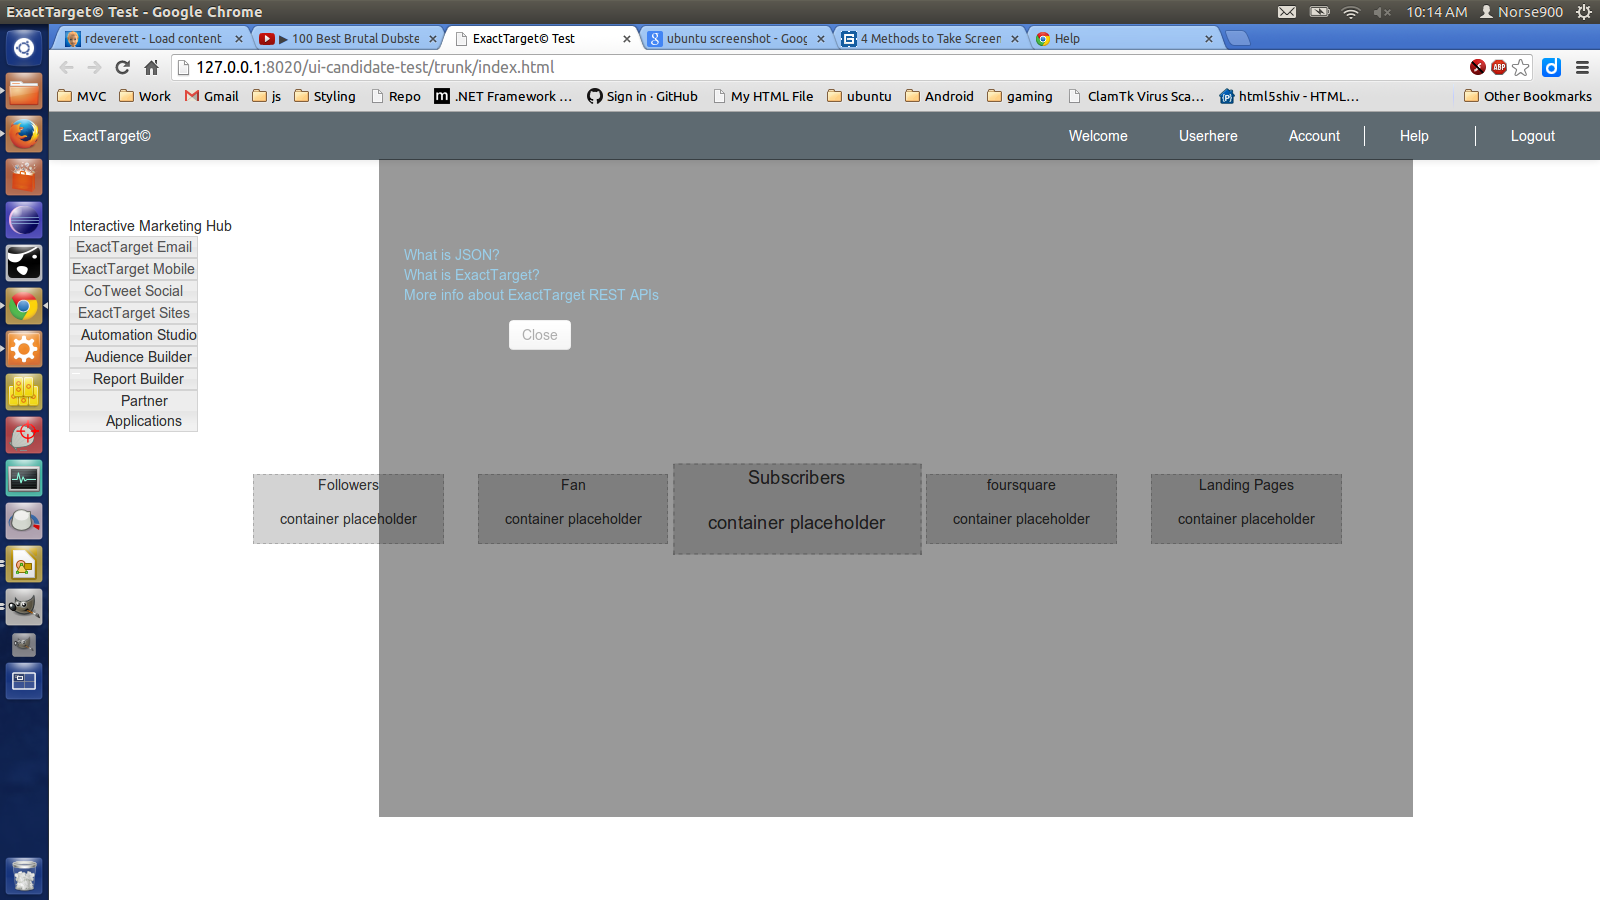 ExactTarget© Test - Google Chrome
10:14 AM Norse900
rdeverett - Load content
▶ 100 Best Brutal Dubste
ExactTarget© Test
ubuntu screenshot - Goog
4 Methods to Take Screen
Help
127.0.0.1:8020/ui-candidate-test/trunk/index.html
ABP
MVC Work Gmail js Styling Repo .NET Framework ... Sign in · GitHub My HTML File ubuntu Android gaming ClamTk Virus Sca... html5shiv - HTML... Other Bookmarks
ExactTarget©
Welcome Userhere Account Help Logout
Interactive Marketing Hub
ExactTarget Email
ExactTarget Mobile
CoTweet Social
ExactTarget Sites
Automation Studio
Audience Builder
Report Builder
Partner
Applications
What is JSON?
What is ExactTarget?
More info about ExactTarget REST APIs
Close
Followers
container placeholder
Fan
container placeholder
Subscribers
container placeholder
foursquare
container placeholder
Landing Pages
container placeholder